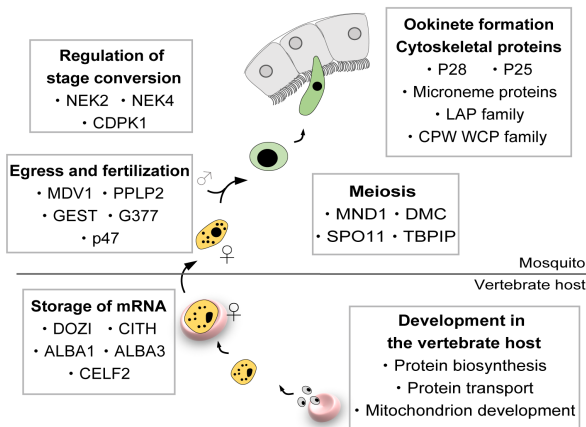 Regulation of
stage conversion
・NEK2 ・NEK4
・CDPK1
Ookinete formation
Cytoskeletal proteins
・P28 ・P25
・Microneme proteins
・LAP family
・CPW WCP family
Egress and fertilization
・MDV1 ・PPLP2
・GEST ・G377
・p47
♂
♀
Meiosis
・MND1 ・DMC
・SPO11 ・TBPIP
Mosquito
Vertebrate host
Storage of mRNA
・DOZI ・CITH
・ALBA1 ・ALBA3
・CELF2
♀
Development in
the vertebrate host
・Protein biosynthesis
・Protein transport
・Mitochondrion development